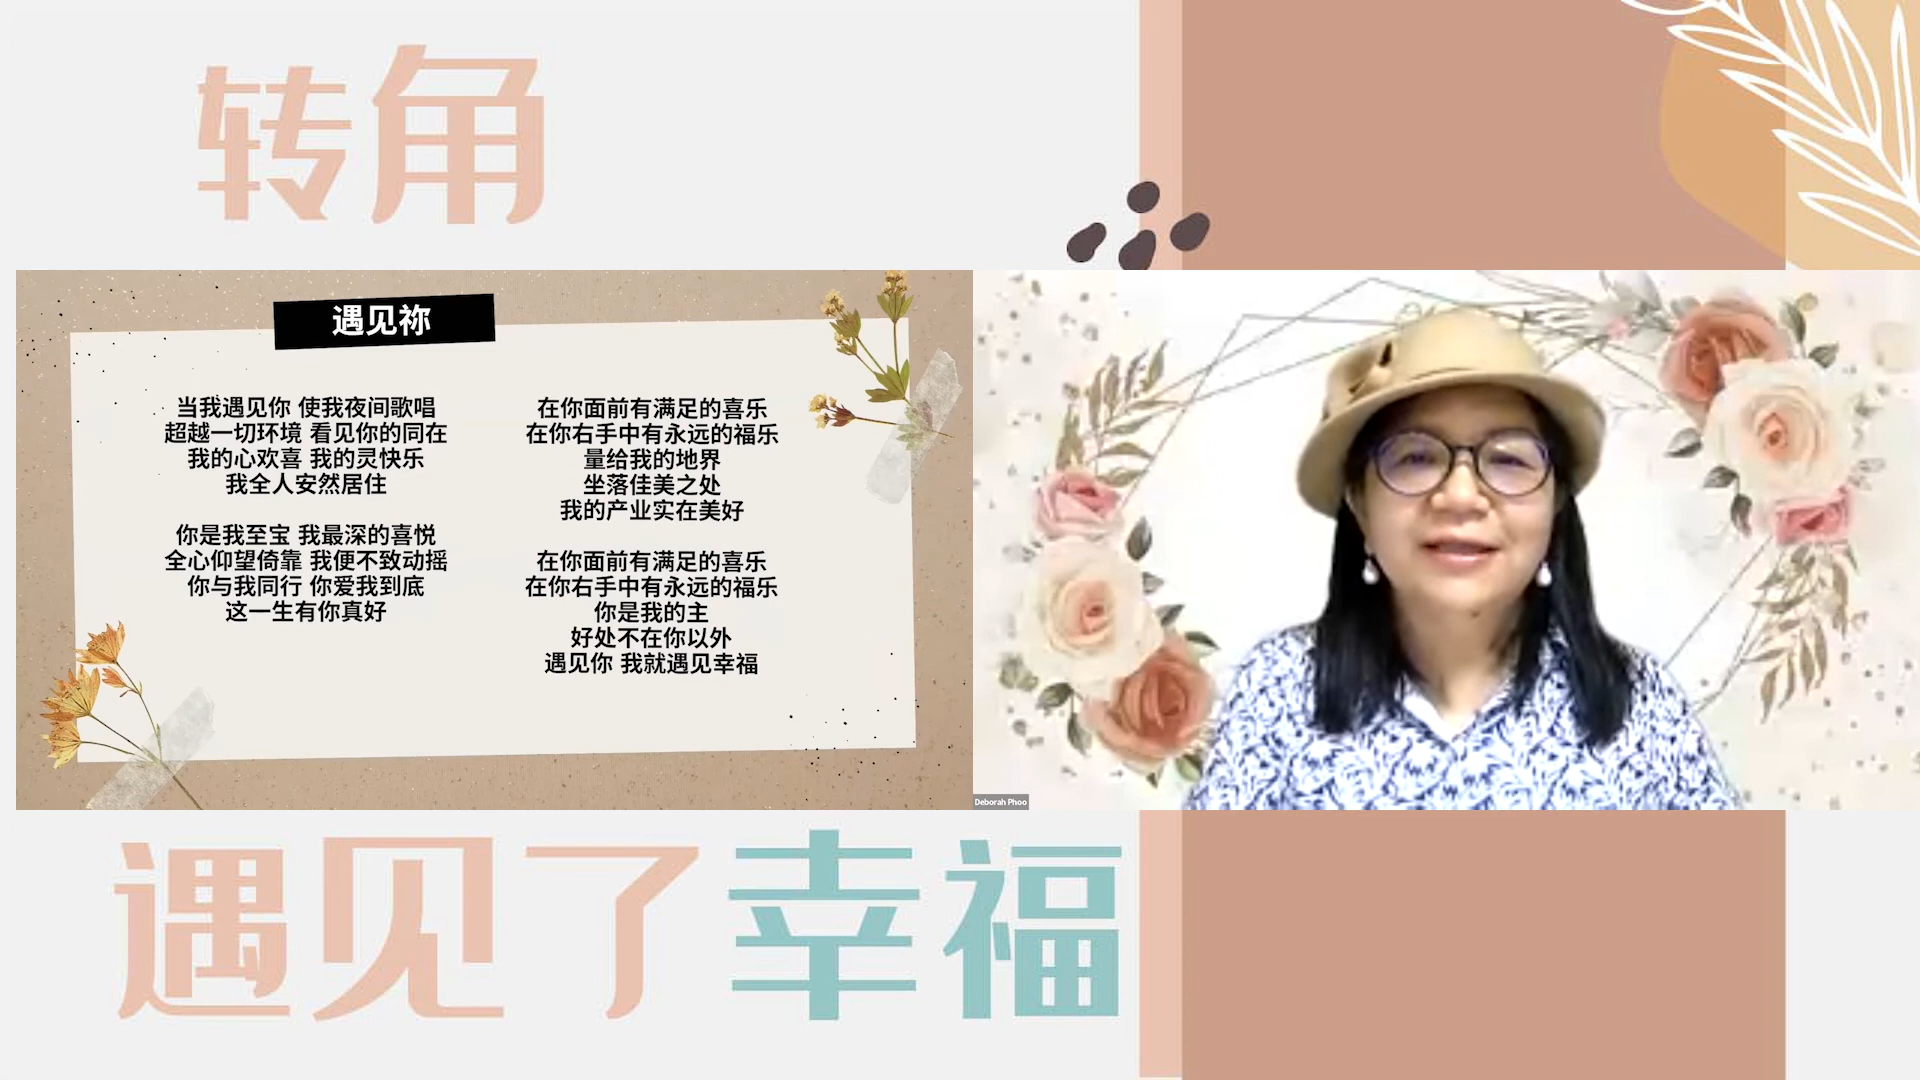 转角
遇见祢
当我遇见你 使我夜间歌唱
超越一切环境 看见你的同在
我的心欢喜 我的灵快乐
我全人安然居住
你是我至宝 我最深的喜悦
全心仰望倚靠 我便不致动摇
你与我同行 你爱我到底
这一生有你真好
在你面前有满足的喜乐
在你右手中有永远的福乐
量给我的地界
坐落佳美之处
我的产业实在美好
在你面前有满足的喜乐
在你右手中有永远的福乐
你是我的主
好处不在你以外
遇见你 我就遇见幸福
Deborah Phoo
遇见了幸福